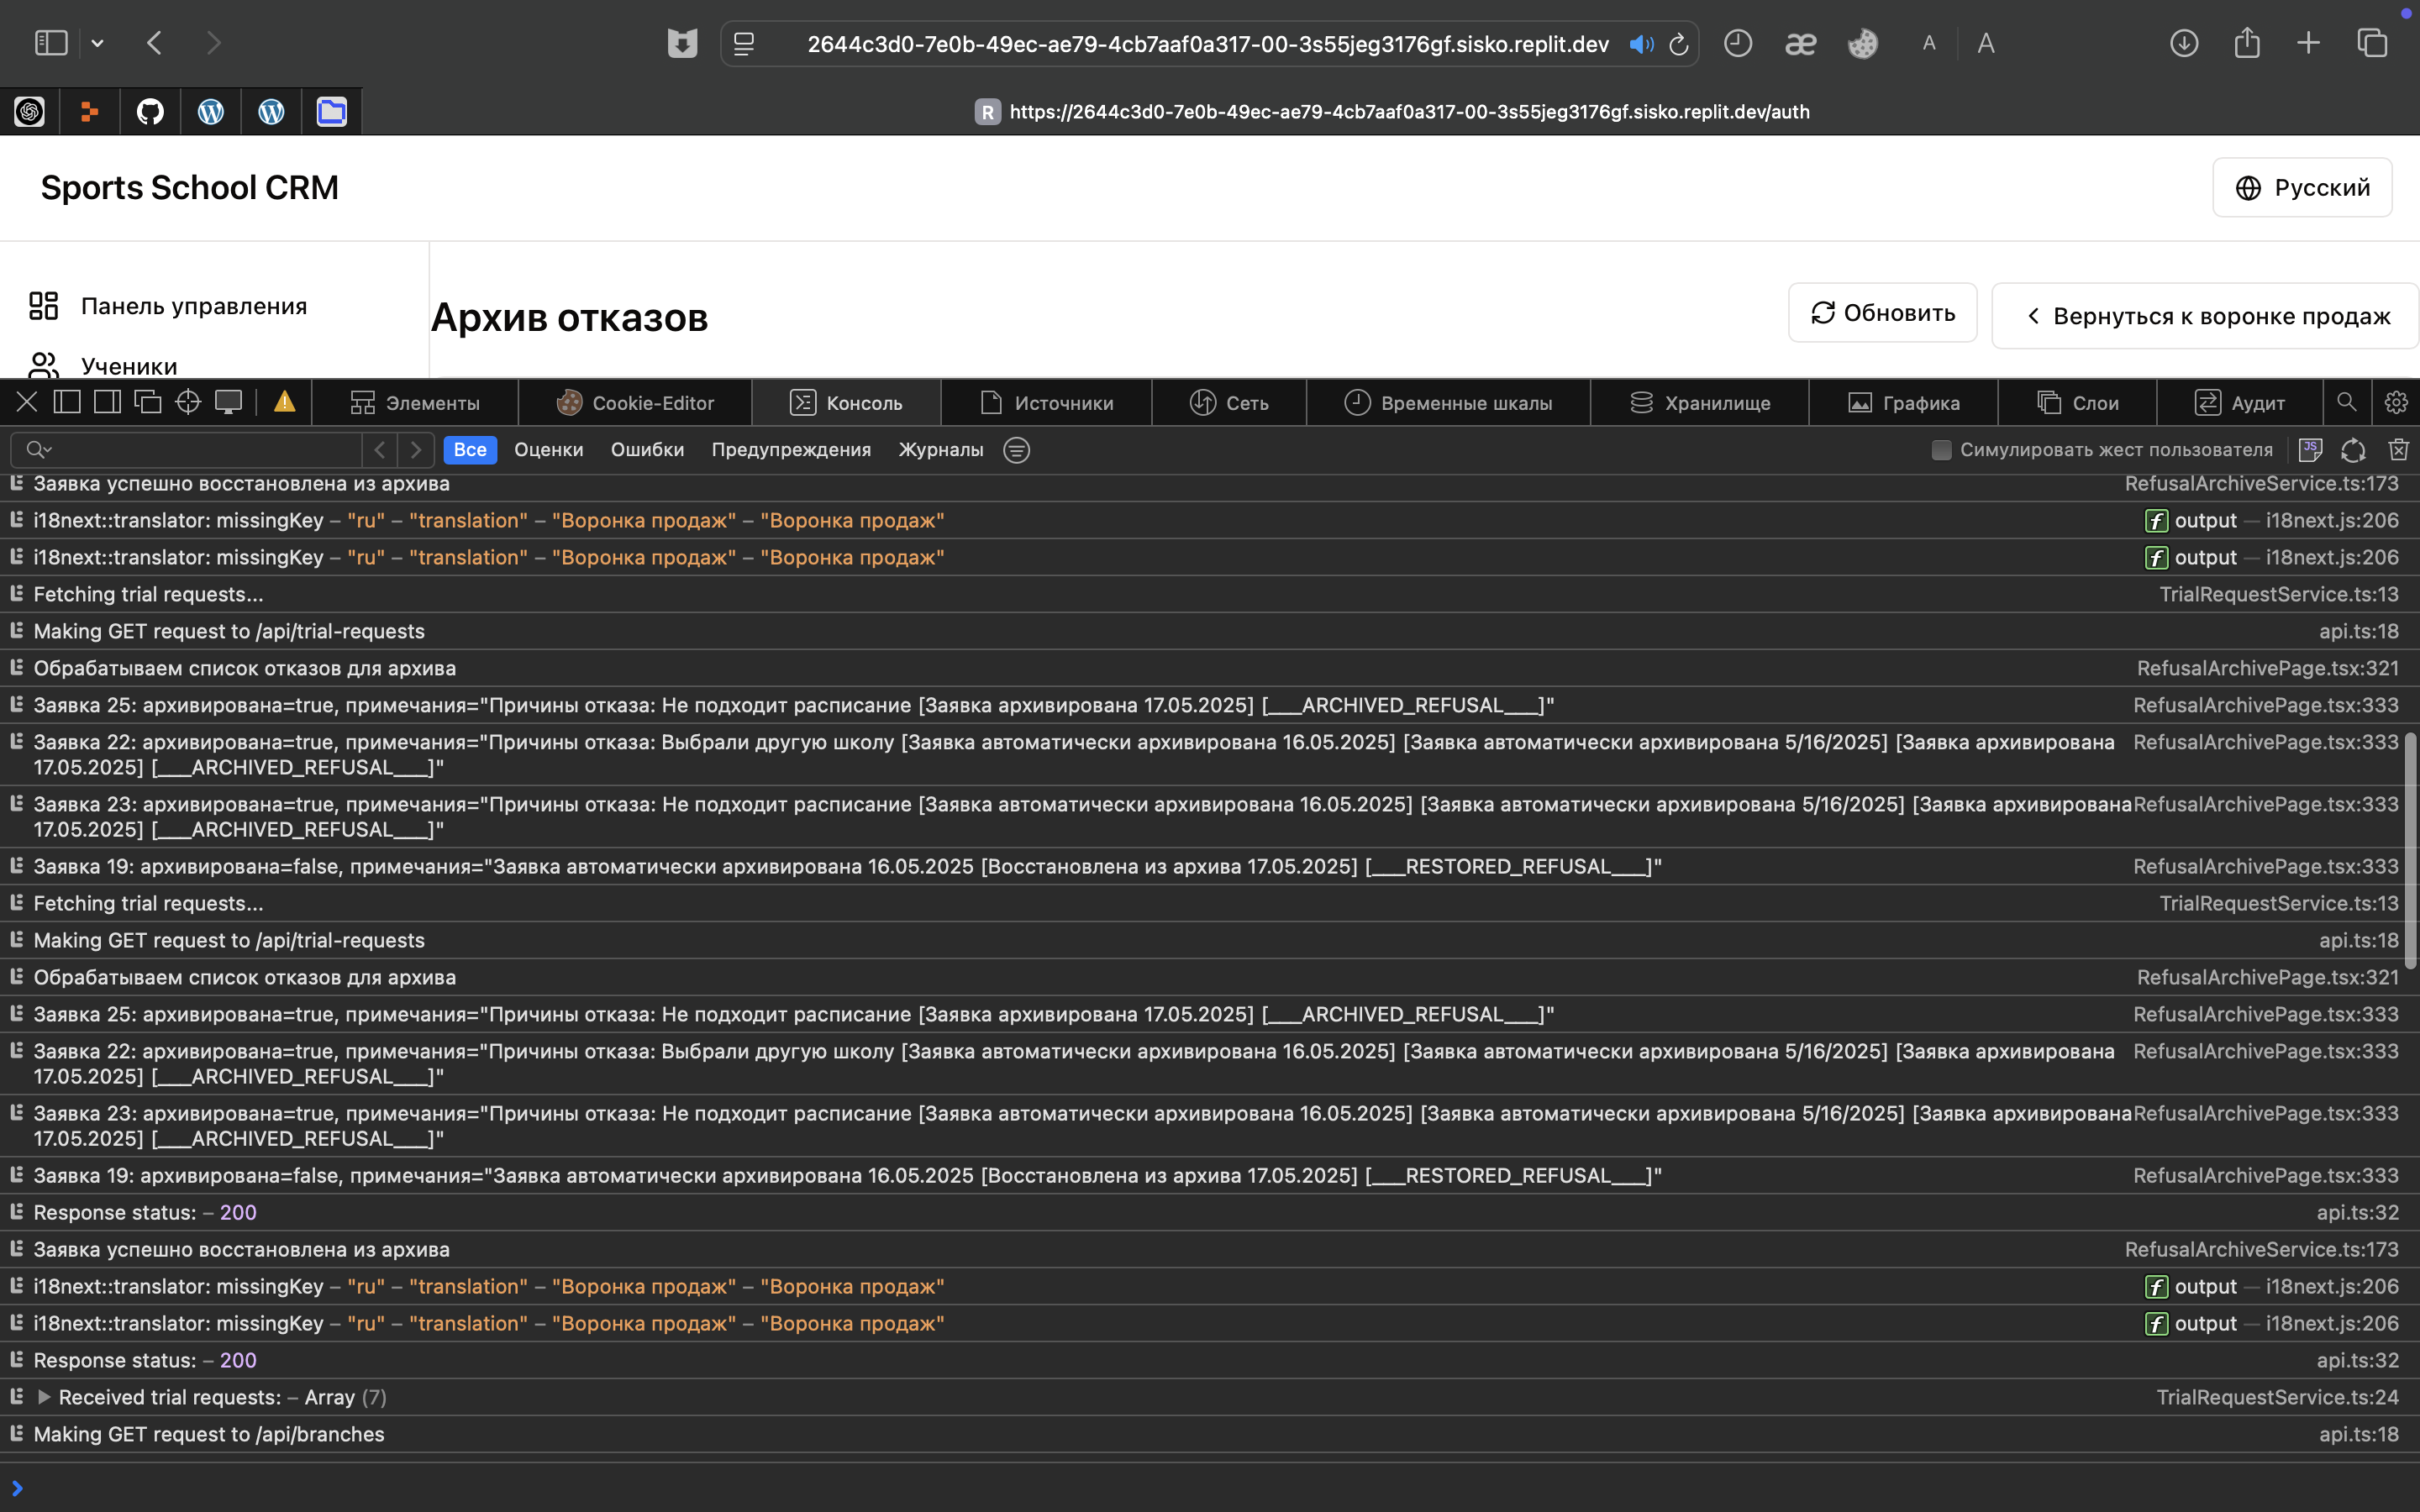 2644c3d0-7e0b-49ec-ae79-4cb7aaf0a317-00-3s55jeg3176gf.sisko.replit.dev
æ A A
R https://2644c3d0-7e0b-49ec-ae79-4cb7aaf0a317-00-3s55jeg3176gf.sisko.replit.dev/auth
Sports School CRM Русский
Панель управления
Архив отказов Обновить Вернуться к воронке продаж
Ученики
Элементы Cookie-Editor Консоль Источники Сеть Временные шкалы Хранилище Графика Слои Аудит
Все Оценки Ошибки Предупреждения Журналы Симулировать жест пользователя JS
Заявка успешно восстановлена из архива RefusalArchiveService.ts:173
i18next::translator: missingKey – "ru" – "translation" – "Воронка продаж" – "Воронка продаж" f output — i18next.js:206
i18next::translator: missingKey – "ru" – "translation" – "Воронка продаж" – "Воронка продаж" f output — i18next.js:206
Fetching trial requests... TrialRequestService.ts:13
Making GET request to /api/trial-requests api.ts:18
Обрабатываем список отказов для архива RefusalArchivePage.tsx:321
Заявка 25: архивирована=true, примечания="Причины отказа: Не подходит расписание [Заявка архивирована 17.05.2025] [___ARCHIVED_REFUSAL___]" RefusalArchivePage.tsx:333
Заявка 22: архивирована=true, примечания="Причины отказа: Выбрали другую школу [Заявка автоматически архивирована 16.05.2025] [Заявка автоматически архивирована 5/16/2025] [Заявка архивирована RefusalArchivePage.tsx:333
17.05.2025] [___ARCHIVED_REFUSAL___]"
Заявка 23: архивирована=true, примечания="Причины отказа: Не подходит расписание [Заявка автоматически архивирована 16.05.2025] [Заявка автоматически архивирована 5/16/2025] [Заявка архивирована RefusalArchivePage.tsx:333
17.05.2025] [___ARCHIVED_REFUSAL___]"
Заявка 19: архивирована=false, примечания="Заявка автоматически архивирована 16.05.2025 [Восстановлена из архива 17.05.2025] [___RESTORED_REFUSAL___]" RefusalArchivePage.tsx:333
Fetching trial requests... TrialRequestService.ts:13
Making GET request to /api/trial-requests api.ts:18
Обрабатываем список отказов для архива RefusalArchivePage.tsx:321
Заявка 25: архивирована=true, примечания="Причины отказа: Не подходит расписание [Заявка архивирована 17.05.2025] [___ARCHIVED_REFUSAL___]" RefusalArchivePage.tsx:333
Заявка 22: архивирована=true, примечания="Причины отказа: Выбрали другую школу [Заявка автоматически архивирована 16.05.2025] [Заявка автоматически архивирована 5/16/2025] [Заявка архивирована RefusalArchivePage.tsx:333
17.05.2025] [___ARCHIVED_REFUSAL___]"
Заявка 23: архивирована=true, примечания="Причины отказа: Не подходит расписание [Заявка автоматически архивирована 16.05.2025] [Заявка автоматически архивирована 5/16/2025] [Заявка архивирована RefusalArchivePage.tsx:333
17.05.2025] [___ARCHIVED_REFUSAL___]"
Заявка 19: архивирована=false, примечания="Заявка автоматически архивирована 16.05.2025 [Восстановлена из архива 17.05.2025] [___RESTORED_REFUSAL___]" RefusalArchivePage.tsx:333
Response status: – 200 api.ts:32
Заявка успешно восстановлена из архива RefusalArchiveService.ts:173
i18next::translator: missingKey – "ru" – "translation" – "Воронка продаж" – "Воронка продаж" f output — i18next.js:206
i18next::translator: missingKey – "ru" – "translation" – "Воронка продаж" – "Воронка продаж" f output — i18next.js:206
Response status: – 200 api.ts:32
Received trial requests: – Array (7) TrialRequestService.ts:24
Making GET request to /api/branches api.ts:18